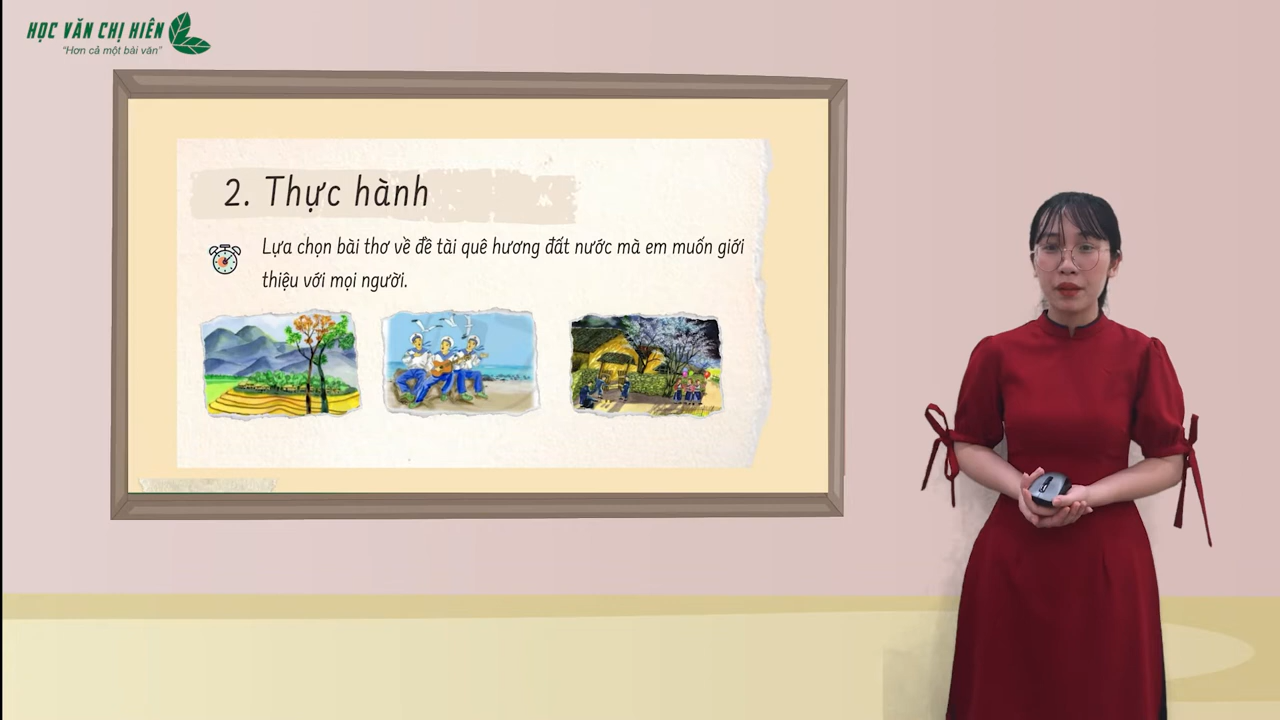 HỌC VĂN CHỊ HIÊN
"Hơn cả một bài văn"
2. Thực hành
Lựa chọn bài thơ về đề tài quê hương đất nước mà em muốn giới
thiệu với mọi người.